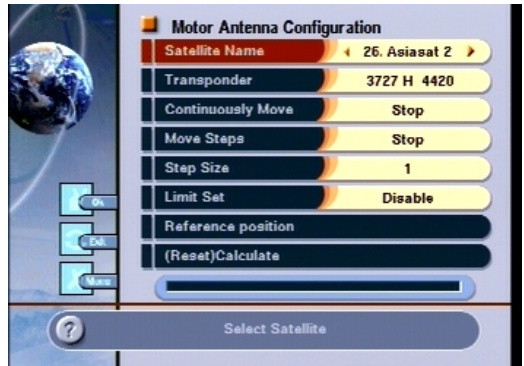 Motor Antenna Configuration
Satellite Name 26. Asiasat 2
Transponder 3727 H 4420
Continuously Move Stop
Move Steps Stop
Step Size 1
Limit Set Disable
Reference position
(Reset)Calculate
Ok
Exit
Menu
? Select Satellite